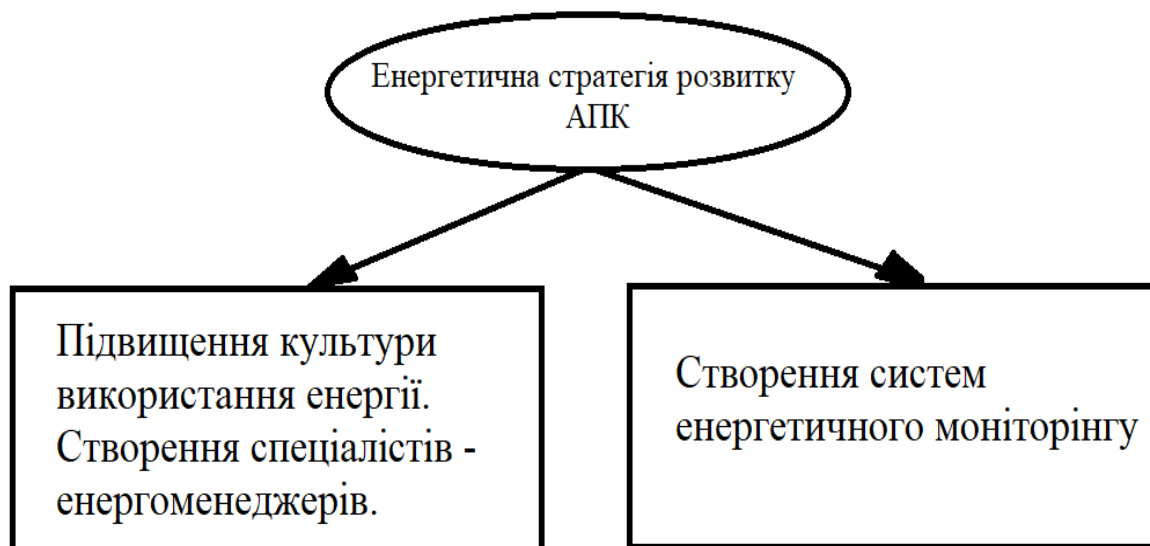 Енергетична стратегія розвитку
АПК
Підвищення культури
використання енергії.
Створення спеціалістів -
енергоменеджерів.
Створення систем
енергетичного моніторінгу